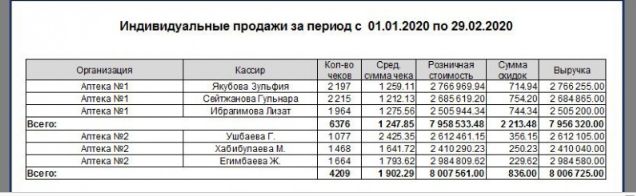 Индивидуальные продажи за период с 01.01.2020 по 29.02.2020
Организация Кассир Кол-во чеков Сред. сумма чека Розничная стоимость Сумма скидок Выручка
Аптека №1 Якубова Зульфия 2 197 1 259.11 2 766 969.94 714.94 2 766 255.00
Аптека №1 Сейтжанова Гульнара 2 215 1 212.13 2 685 619.20 754.20 2 684 865.00
Аптека №1 Ибрагимова Лизат 1 964 1 275.56 2 505 944.34 744.34 2 505 200.00
Всего: 6376 1 247.85 7 958 533.48 2 213.48 7 956 320.00
Аптека №2 Ушбаева Г. 1 077 2 425.35 2 612 461.15 356.15 2 612 105.00
Аптека №2 Хабибулаева М. 1 468 1 641.72 2 410 290.23 250.23 2 410 040.00
Аптека №2 Егимбаева Ж. 1 664 1 793.62 2 984 809.62 229.62 2 984 580.00
Всего: 4209 1 902.29 8 007 561.00 836.00 8 006 725.00